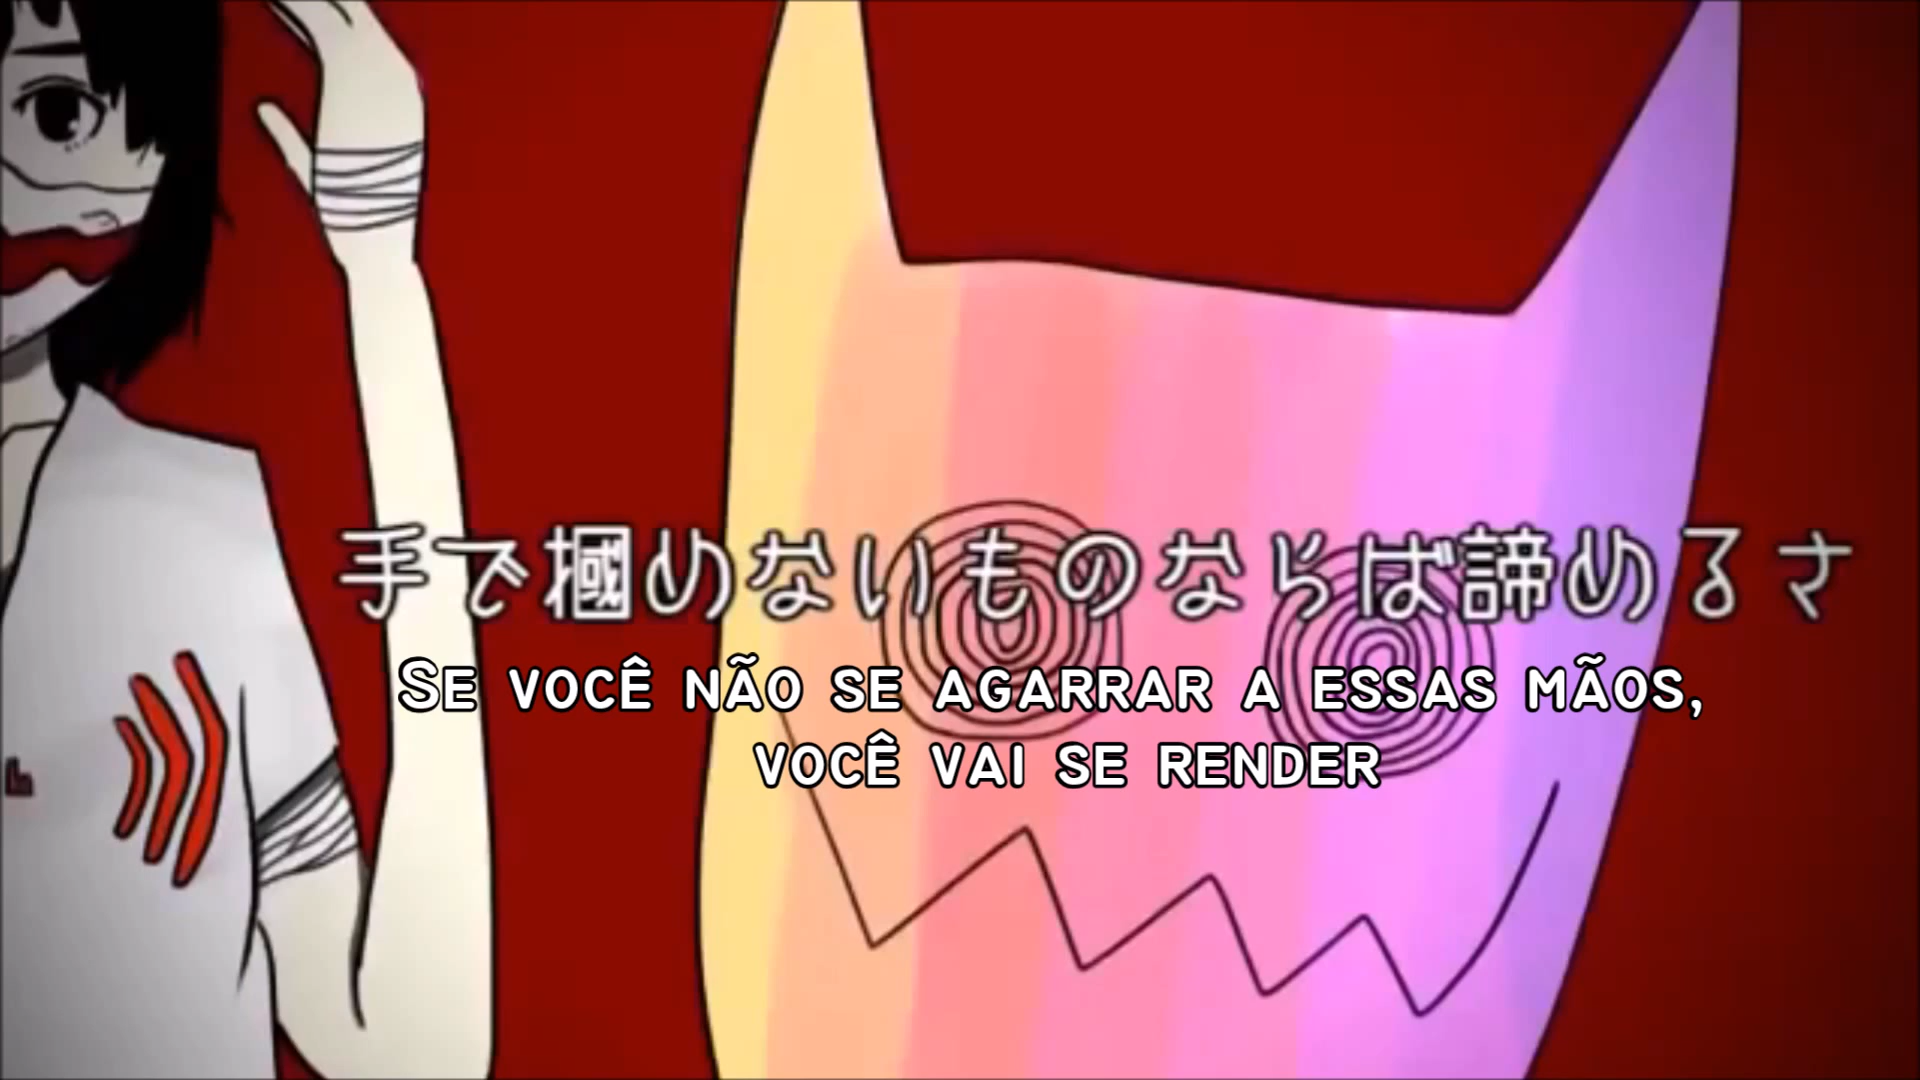 手で摑めないものならば諦めるさ
Se você não se agarrar a essas mãos,
você vai se render